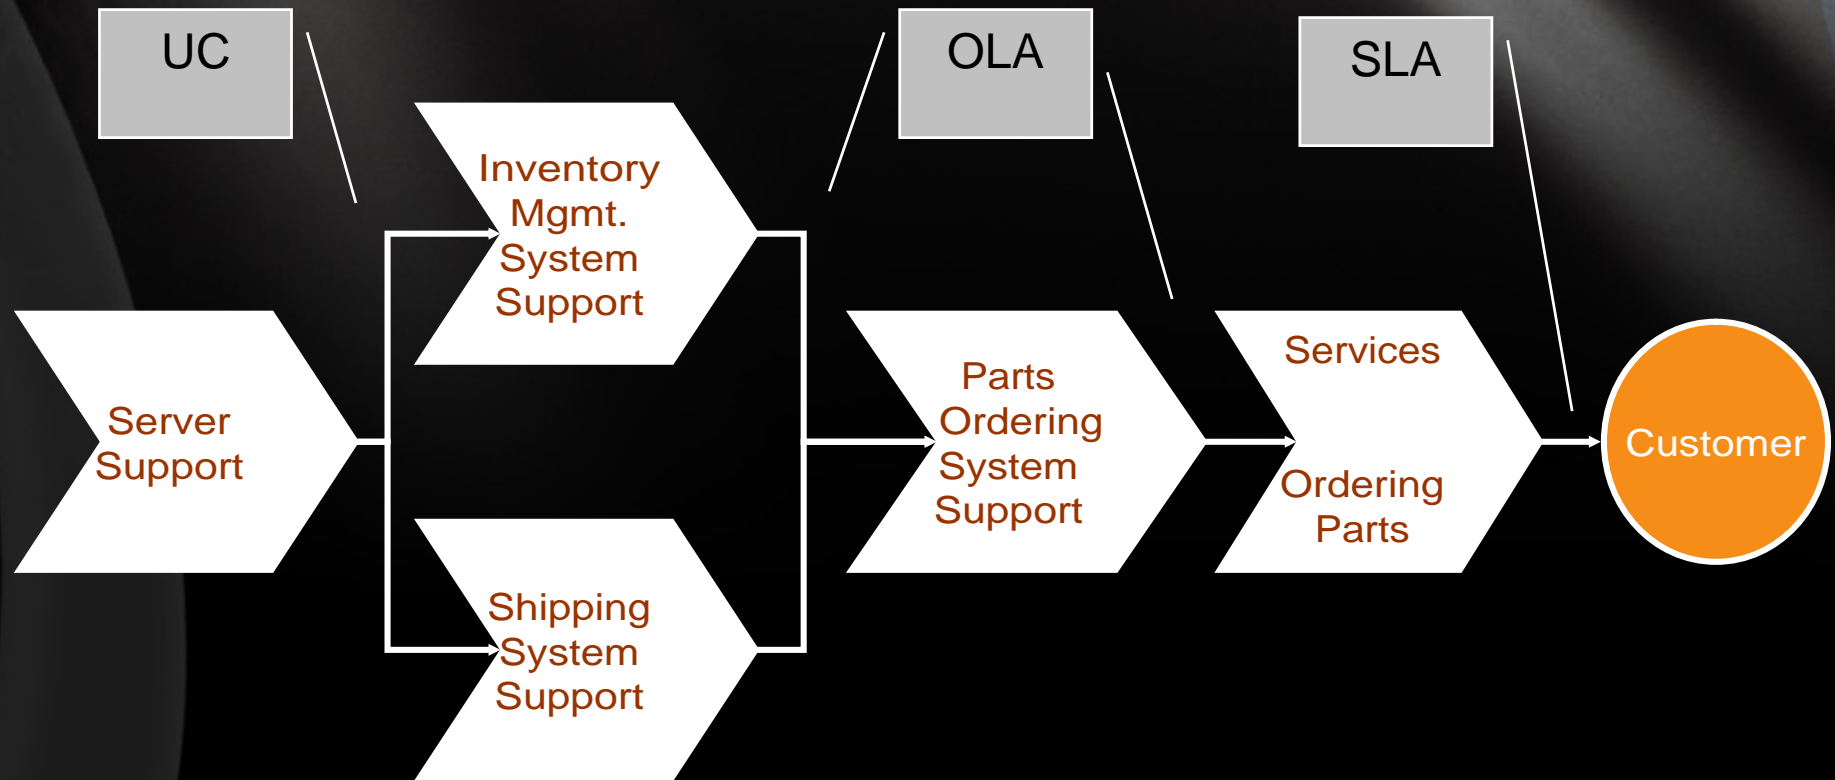 UC
OLA
SLA
Inventory
Mgmt.
System
Support
Server
Support
Shipping
System
Support
Parts
Ordering
System
Support
Services
Ordering
Parts
Customer